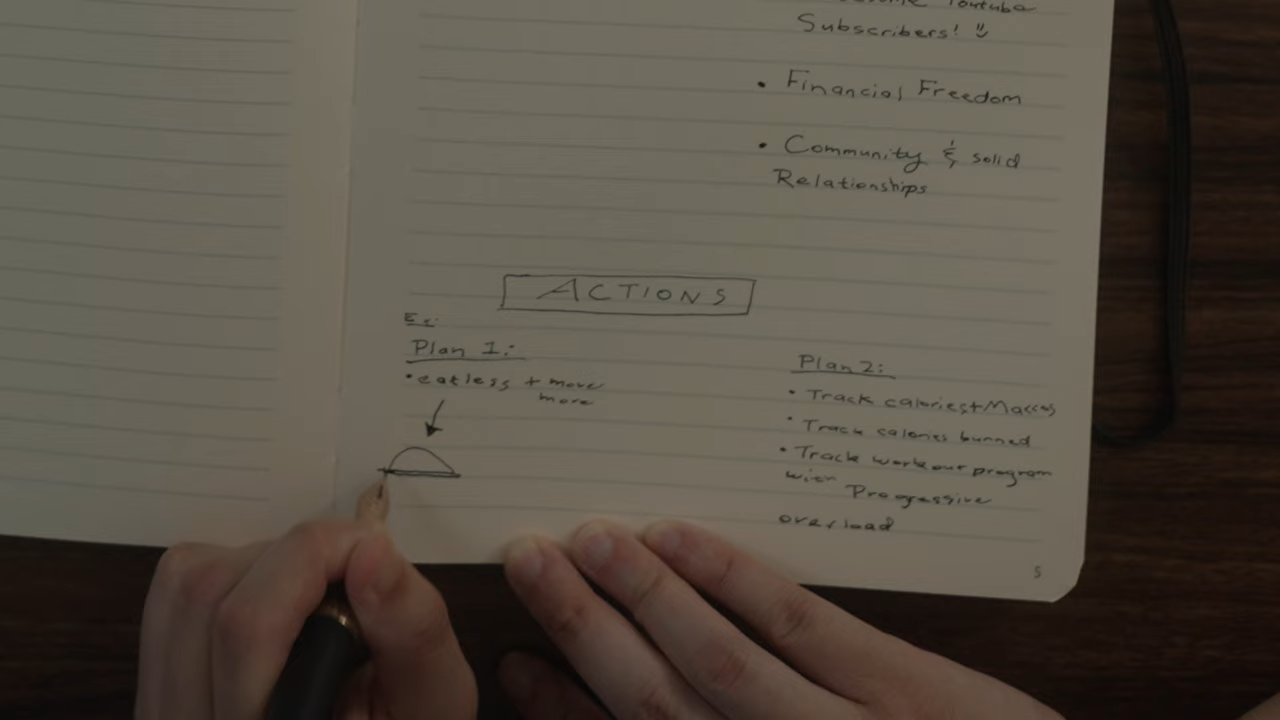 Youtube
Subscribers!
• Financial Freedom
• Community & solid
Relationships
ACTIONS
Ex:
Plan 1:
• eat less + move
more
Plan 2:
• Track calories + Macros
• Track calories burned
• Track workout program
with Progressive
overload
5